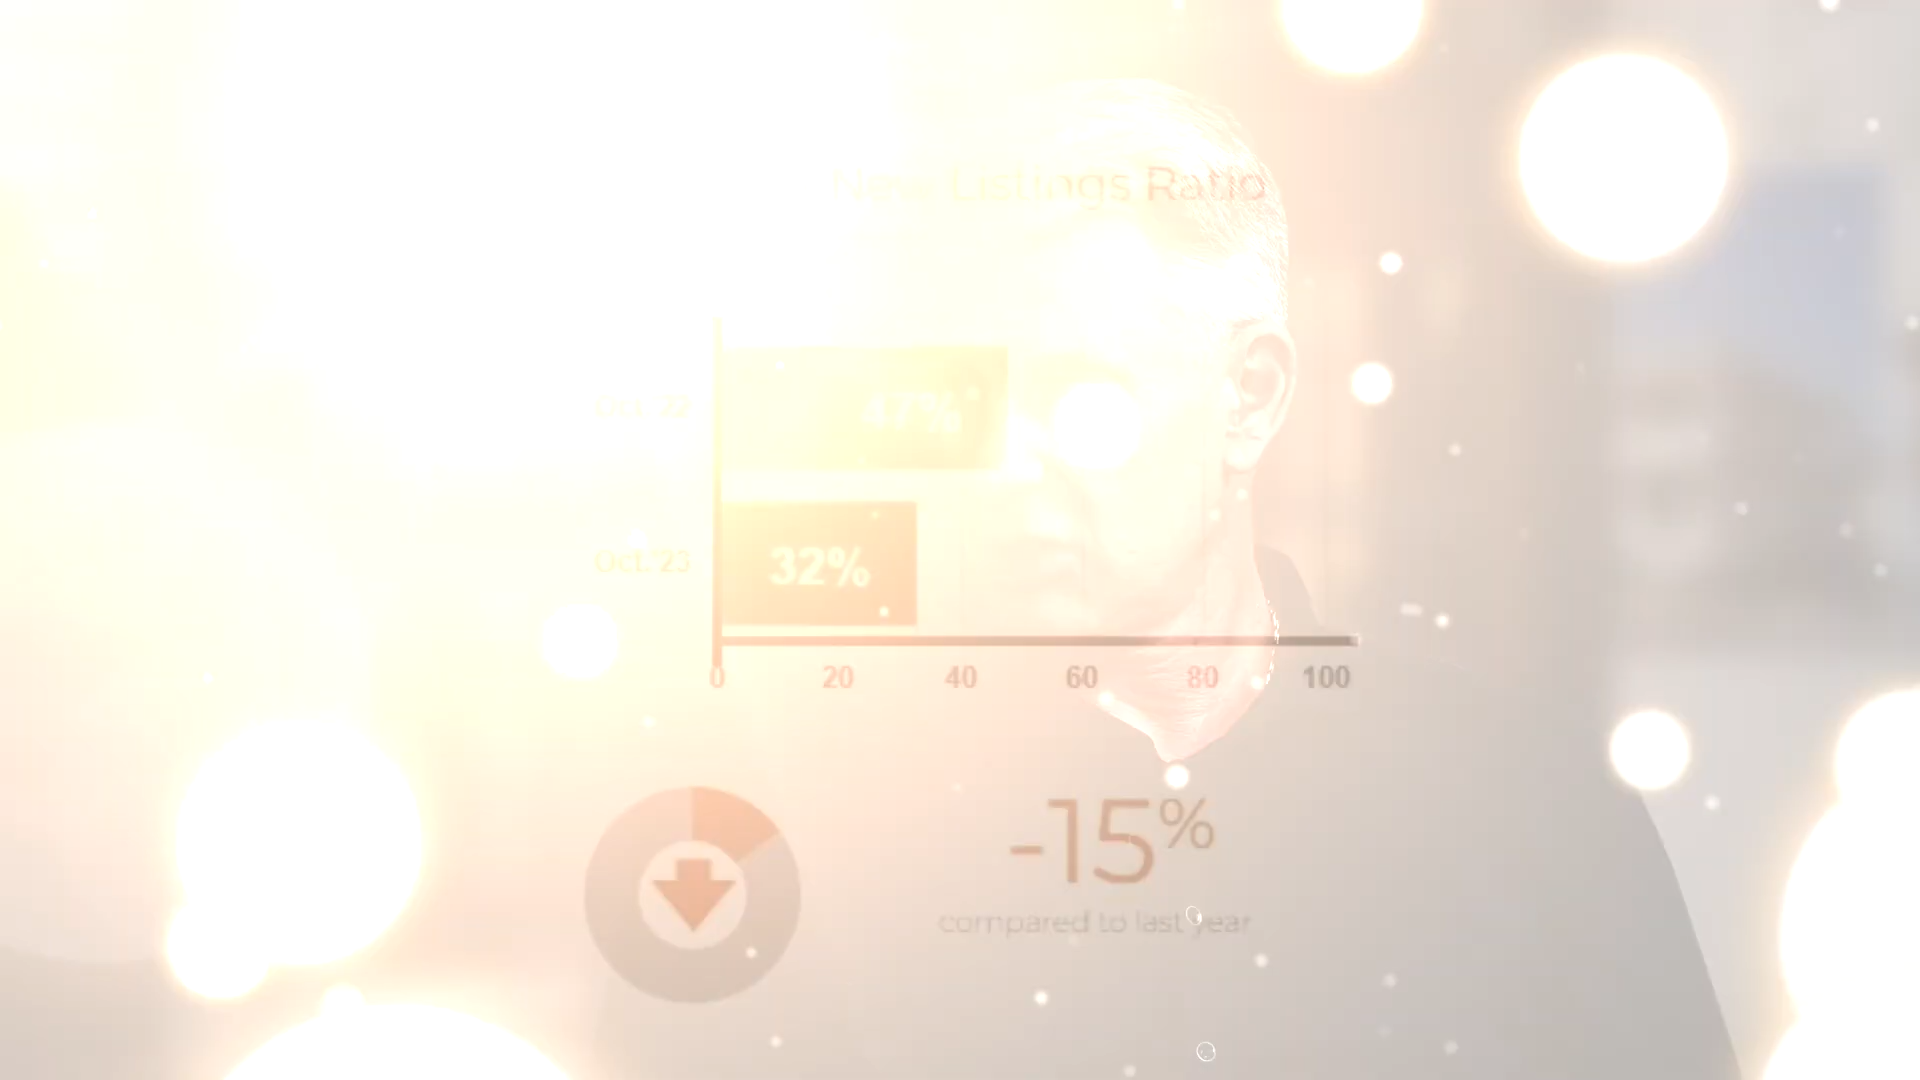 New Listings Ratio
Oct. '22
47%
Oct. '23
32%
0 20 40 60 80 100
-15%
compared to last year